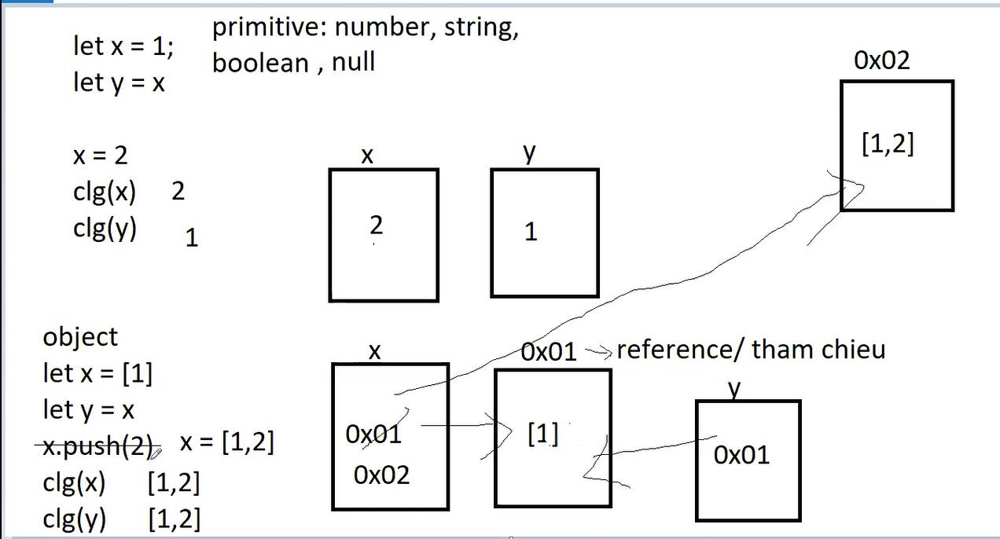 let x = 1;
let y = x
primitive: number, string,
boolean , null
x = 2
clg(x) 2
clg(y) 1
x
2
y
1
0x02
[1,2]
object
let x = [1]
let y = x
x.push(2) x = [1,2]
clg(x) [1,2]
clg(y) [1,2]
x
0x01
0x02
0x01 reference/ tham chieu
[1]
y
0x01